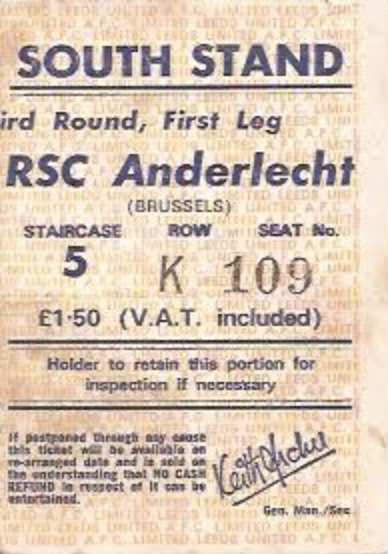 SOUTH STAND
ird Round, First Leg
RSC Anderlecht
(BRUSSELS)
STAIRCASE ROW SEAT No.
5 K 109
£1·50 (V.A.T. included)
Holder to retain this portion for
inspection if necessary
If postponed through any cause
this ticket will be available on
re-arranged date and is sold on
the understanding that NO CASH
REFUND in respect of it can be
entertained.
Keith Archer
Gen. Man./Sec.